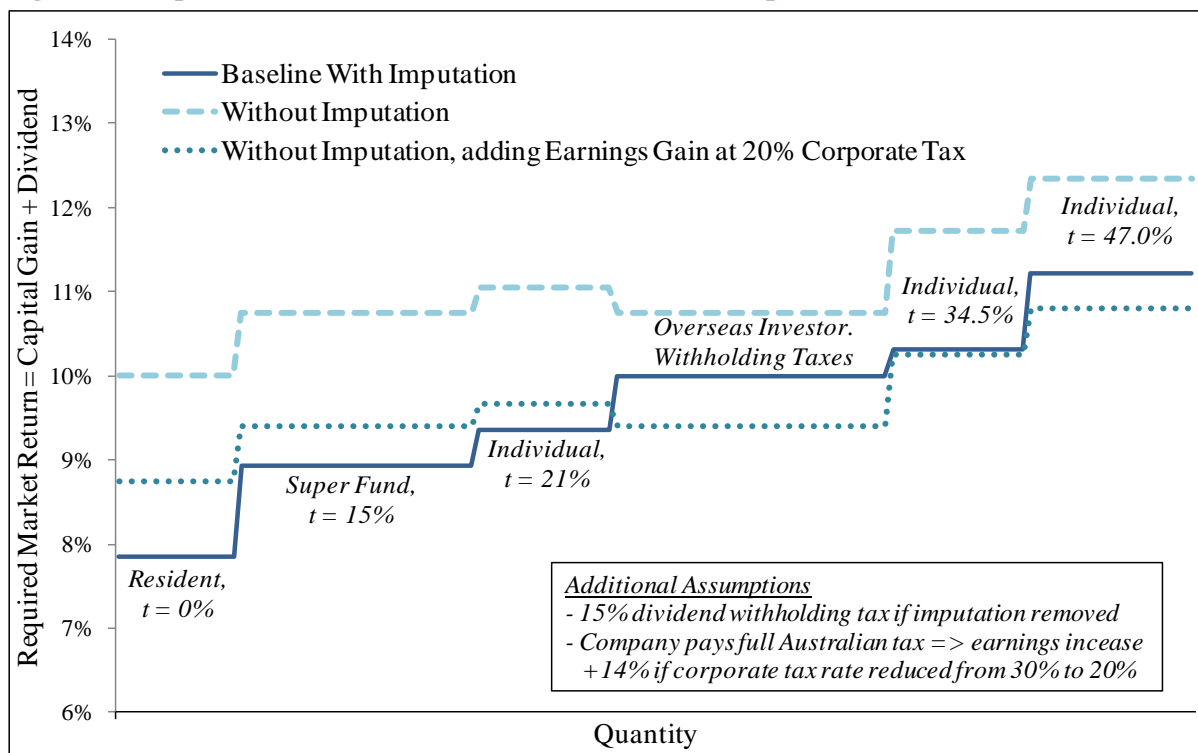 14%
13%
12%
11%
10%
9%
8%
7%
6%
Required Market Return = Capital Gain + Dividend
Baseline With Imputation
Without Imputation
Without Imputation, adding Earnings Gain at 20% Corporate Tax
Individual,
t = 47.0%
Individual,
t = 34.5%
Overseas Investor.
Withholding Taxes
Individual,
t = 21%
Super Fund,
t = 15%
Resident,
t = 0%
Additional Assumptions
- 15% dividend withholding tax if imputation removed
- Company pays full Australian tax => earnings increase
+14% if corporate tax rate reduced from 30% to 20%
Quantity